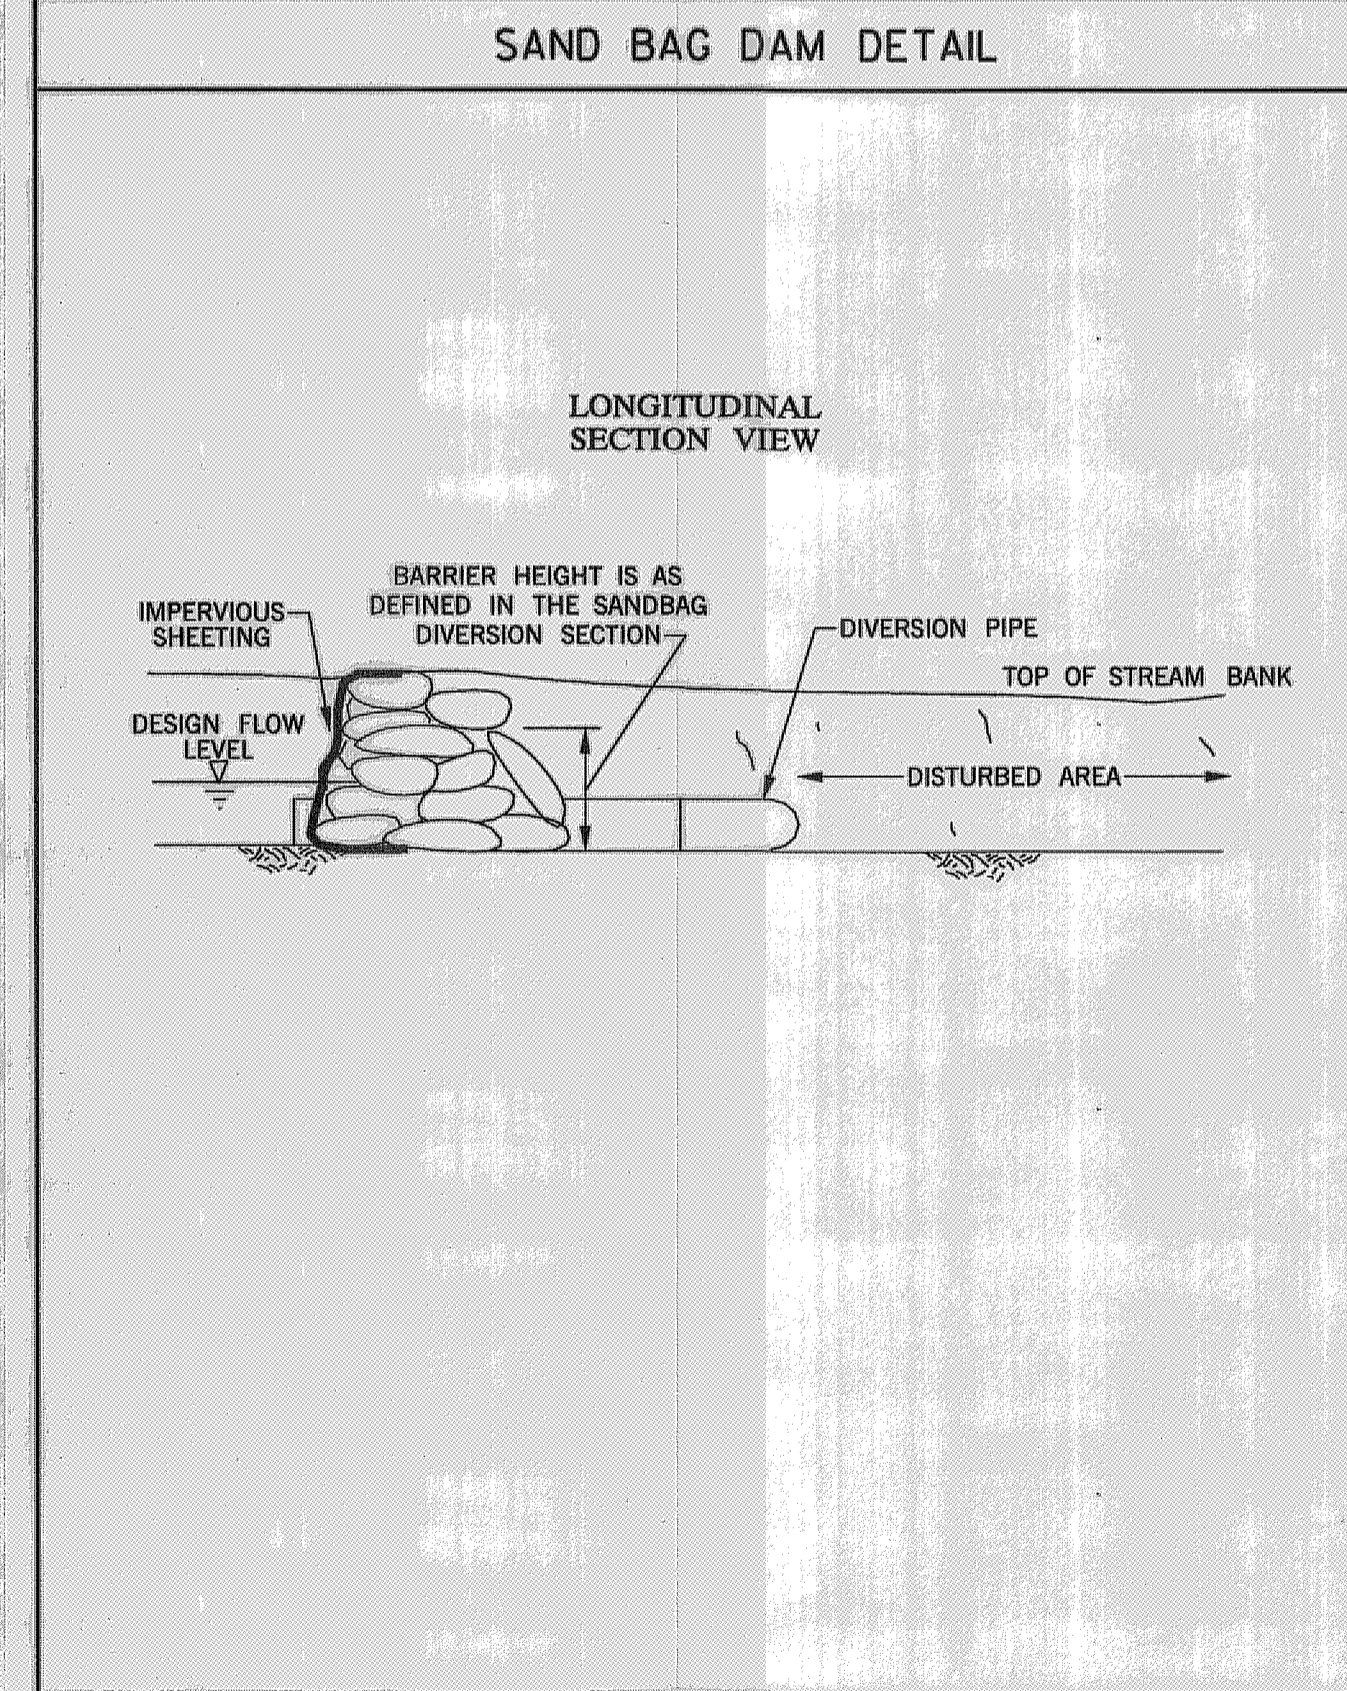 SAND BAG DAM DETAIL
LONGITUDINAL
SECTION VIEW
BARRIER HEIGHT IS AS
DEFINED IN THE SANDBAG
DIVERSION SECTION
IMPERVIOUS
SHEETING
DIVERSION PIPE
TOP OF STREAM BANK
DESIGN FLOW
LEVEL
DISTURBED AREA